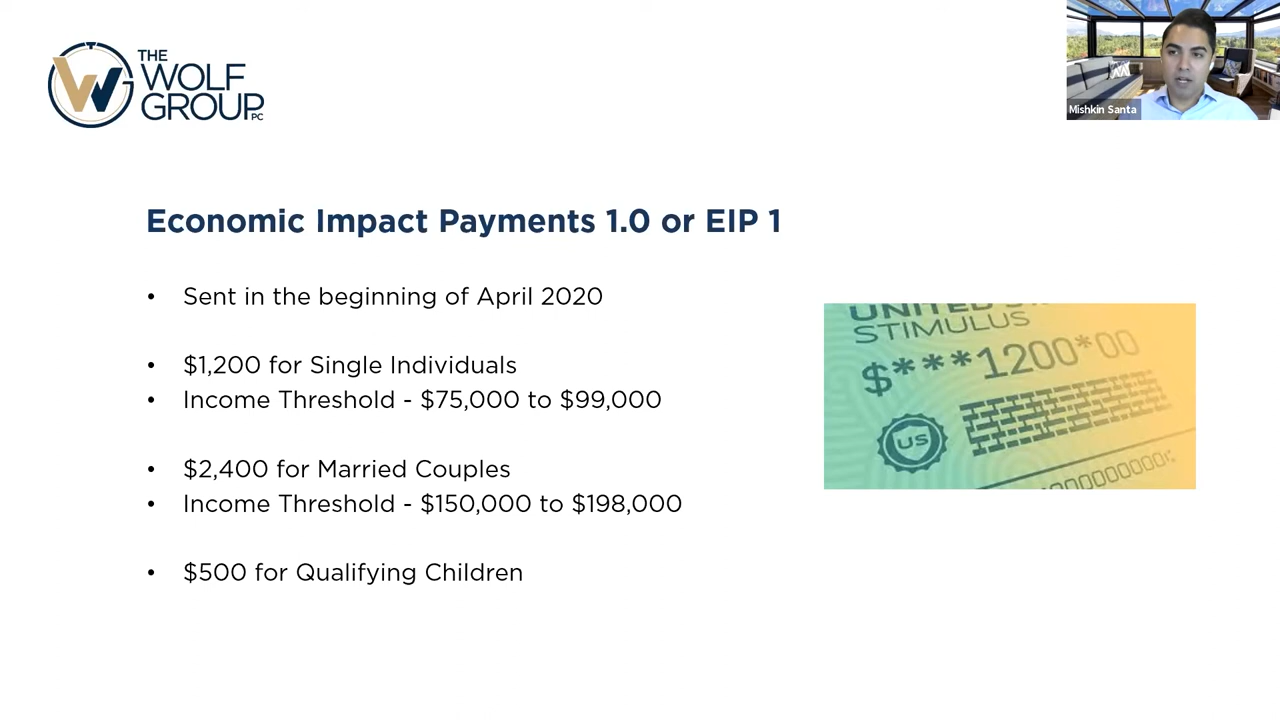 THE
WOLF
GROUP PC
Mishkin Santa
Economic Impact Payments 1.0 or EIP 1
• Sent in the beginning of April 2020
• $1,200 for Single Individuals
• Income Threshold - $75,000 to $99,000
UNITED
STIMULUS
$***1200*00
US
• $2,400 for Married Couples
• Income Threshold - $150,000 to $198,000
• $500 for Qualifying Children